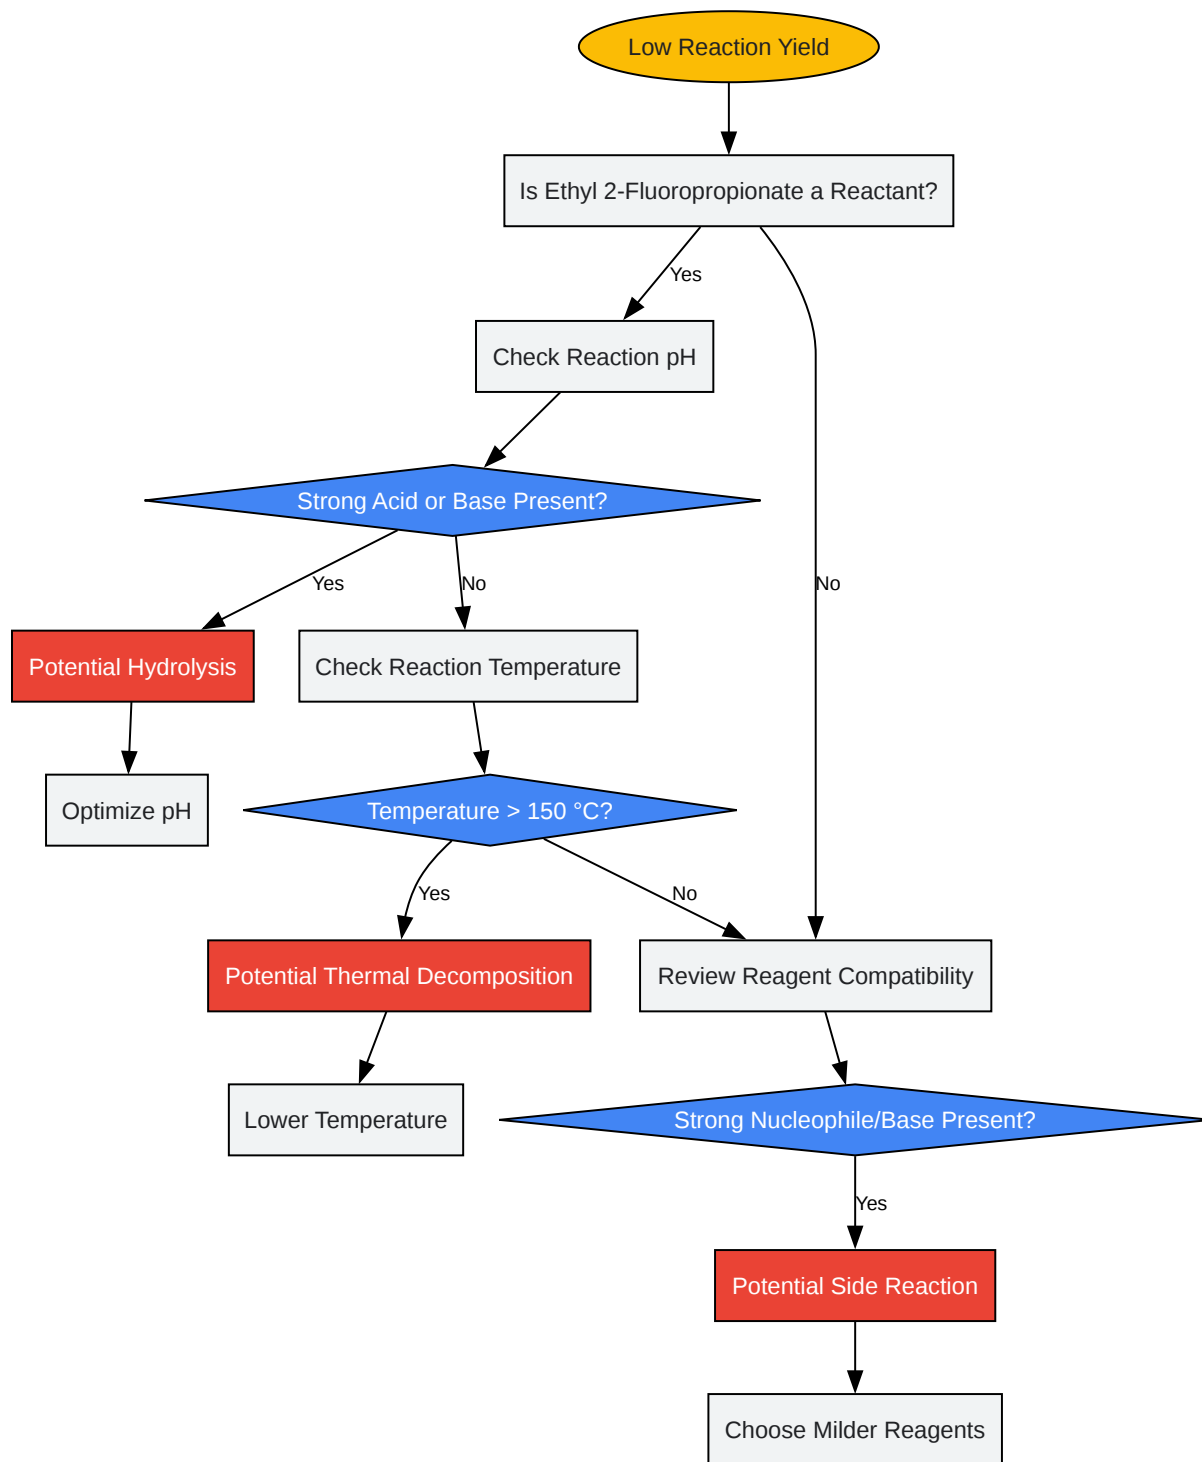 Low Reaction Yield
Is Ethyl 2-Fluoropropionate a Reactant?
Yes
Check Reaction pH
Strong Acid or Base Present?
Yes
No
No
Potential Hydrolysis
Check Reaction Temperature
Optimize pH
Temperature > 150 °C?
Yes
No
Potential Thermal Decomposition
Review Reagent Compatibility
Lower Temperature
Strong Nucleophile/Base Present?
Yes
Potential Side Reaction
Choose Milder Reagents